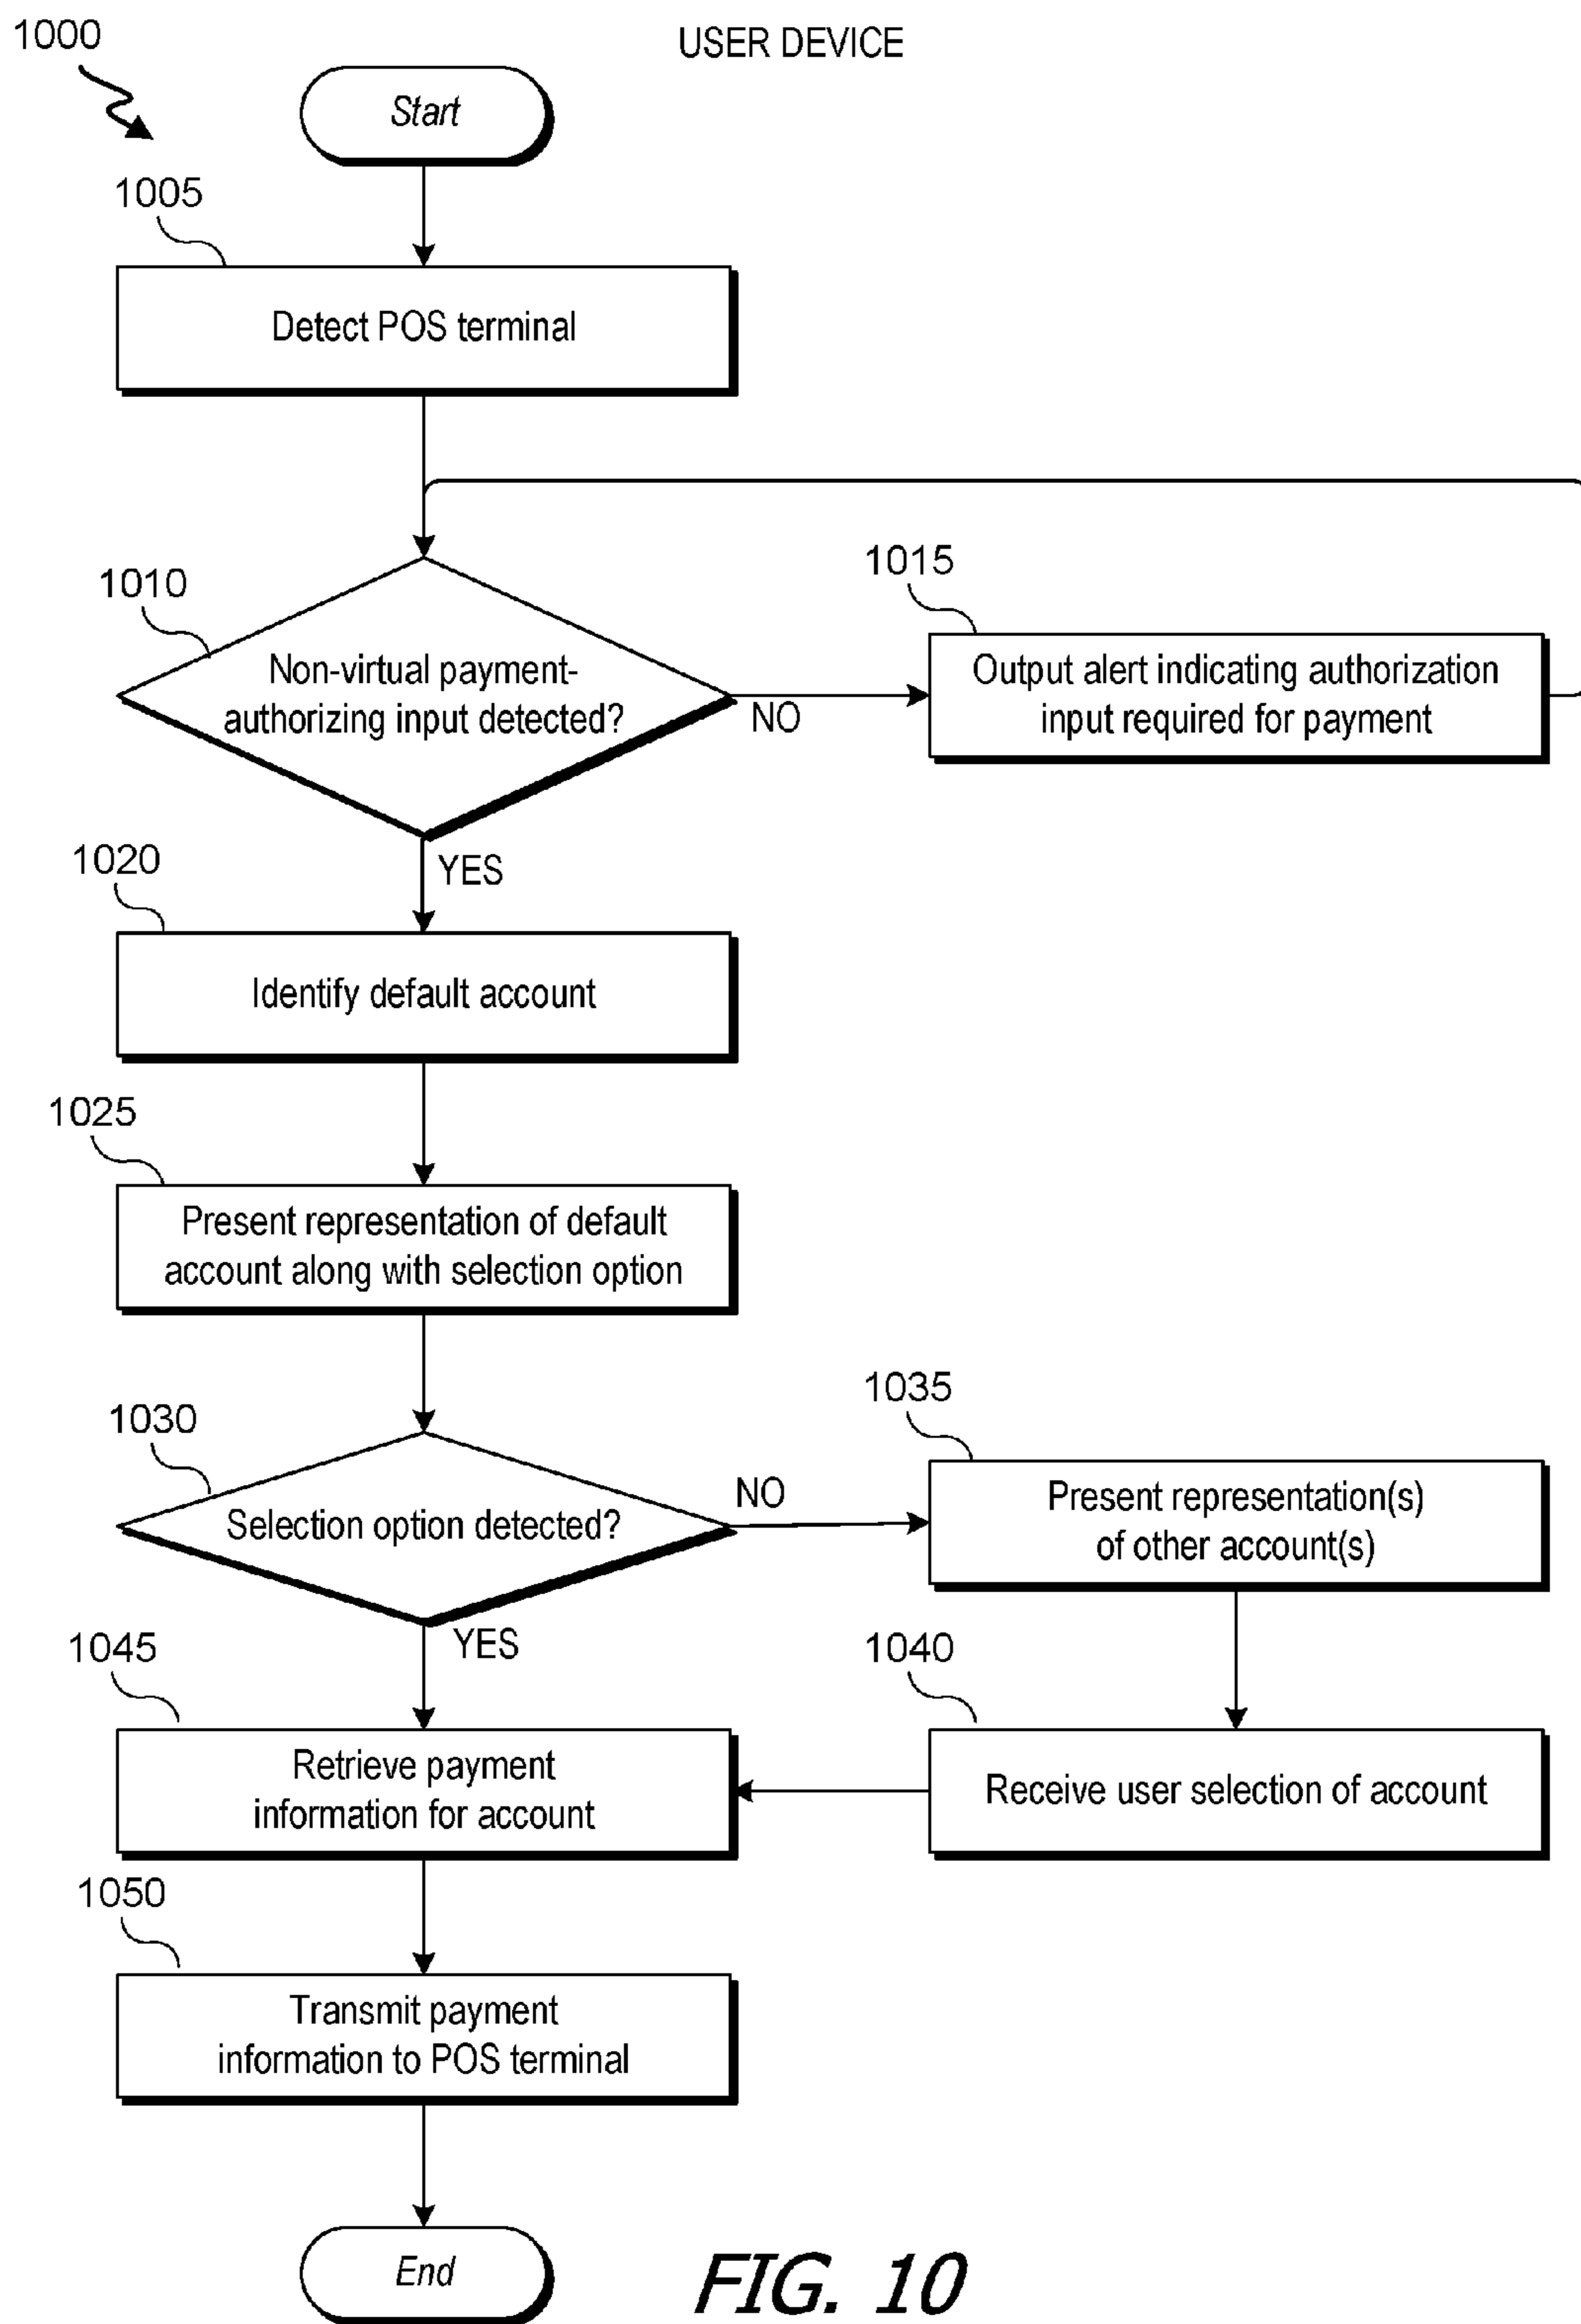 1000
USER DEVICE
Start
1005
Detect POS terminal
1010
1015
Non-virtual payment-
authorizing input detected?
NO
Output alert indicating authorization
input required for payment
YES
1020
Identify default account
1025
Present representation of default
account along with selection option
1030
1035
Selection option detected?
NO
Present representation(s)
of other account(s)
YES
1045
1040
Retrieve payment
information for account
Receive user selection of account
1050
Transmit payment
information to POS terminal
End
FIG. 10